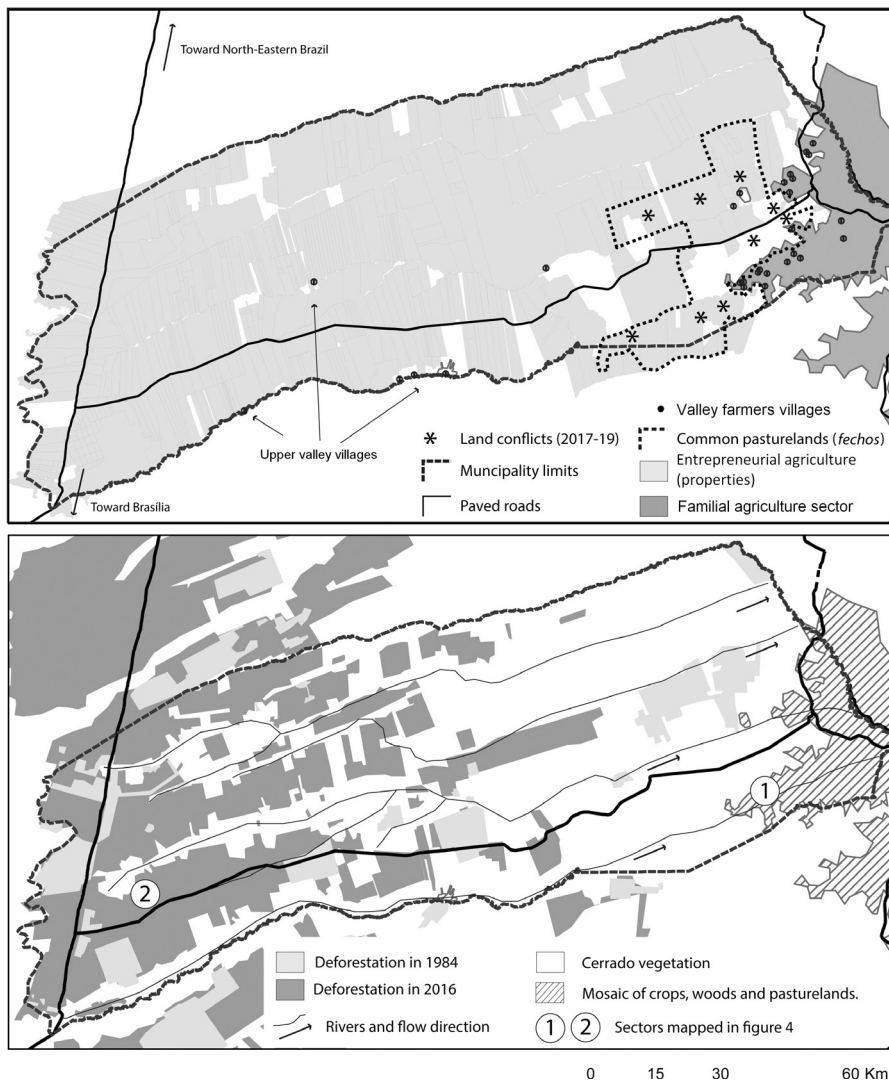 Toward North-Eastern Brazil
Upper valley villages
Toward Brasília
Land conflicts (2017-19)
Muncipality limits
Paved roads
Valley farmers villages
Common pasturelands (fechos)
Entrepreneurial agriculture
(properties)
Familial agriculture sector
1
2
Deforestation in 1984
Deforestation in 2016
Rivers and flow direction
Cerrado vegetation
Mosaic of crops, woods and pasturelands.
1 2 Sectors mapped in figure 4
0 15 30 60 Km